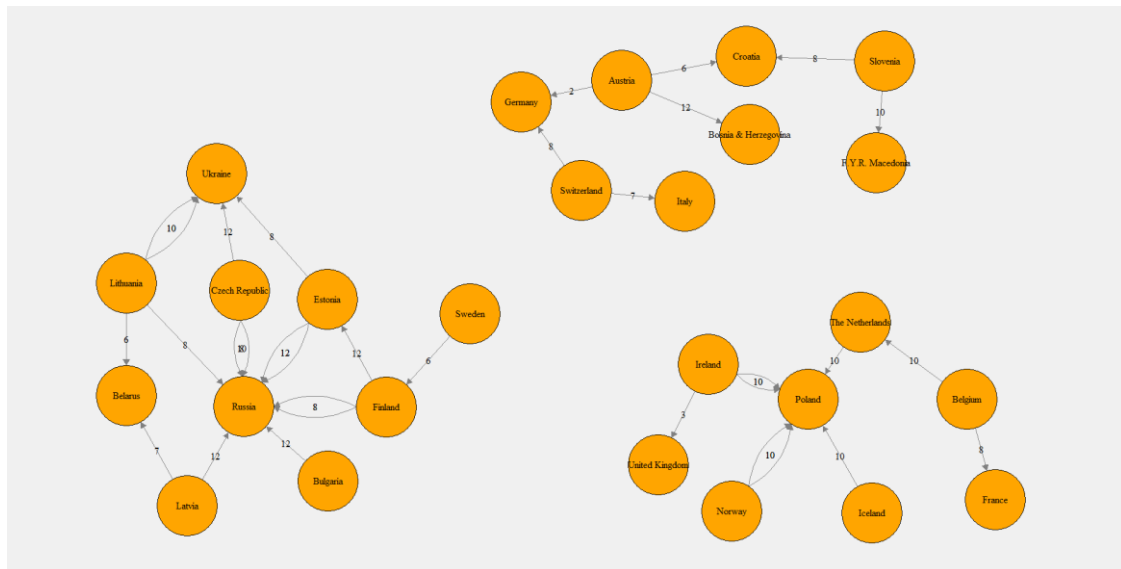 Croatia
Slovenia
6
8
Austria
Germany
2
12
10
Bosnia & Herzegovina
8
F.Y.R. Macedonia
Ukraine
Switzerland
7
Italy
10
12
8
Lithuania
Czech Republic
Estonia
Sweden
The Netherlands
6
8
10
12
12
6
Ireland
10
10
10
Belarus
Russia
8
Finland
Poland
Belgium
3
7
12
12
10
10
8
United Kingdom
Bulgaria
Latvia
Norway
Iceland
France